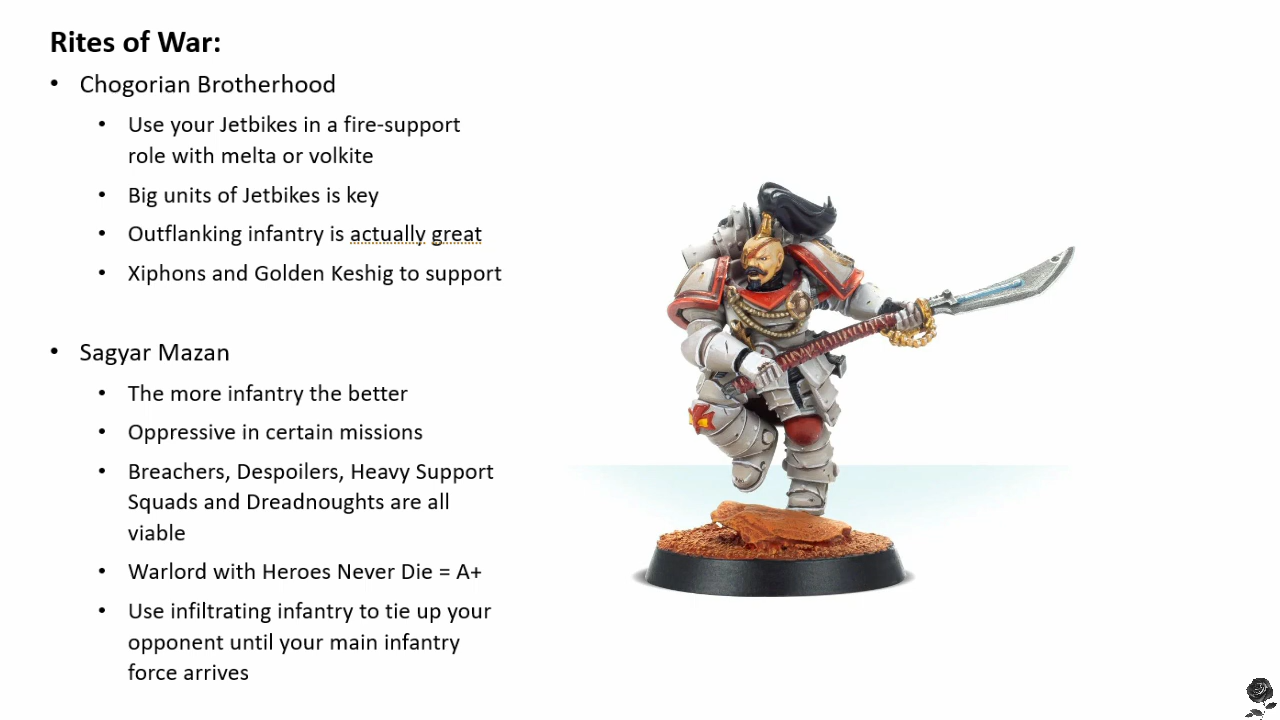 Rites of War:
• Chogorian Brotherhood
• Use your Jetbikes in a fire-support
role with melta or volkite
• Big units of Jetbikes is key
• Outflanking infantry is actually great
• Xiphons and Golden Keshig to support
• Sagyar Mazan
• The more infantry the better
• Oppressive in certain missions
• Breachers, Despoilers, Heavy Support
Squads and Dreadnoughts are all
viable
• Warlord with Heroes Never Die = A+
• Use infiltrating infantry to tie up your
opponent until your main infantry
force arrives